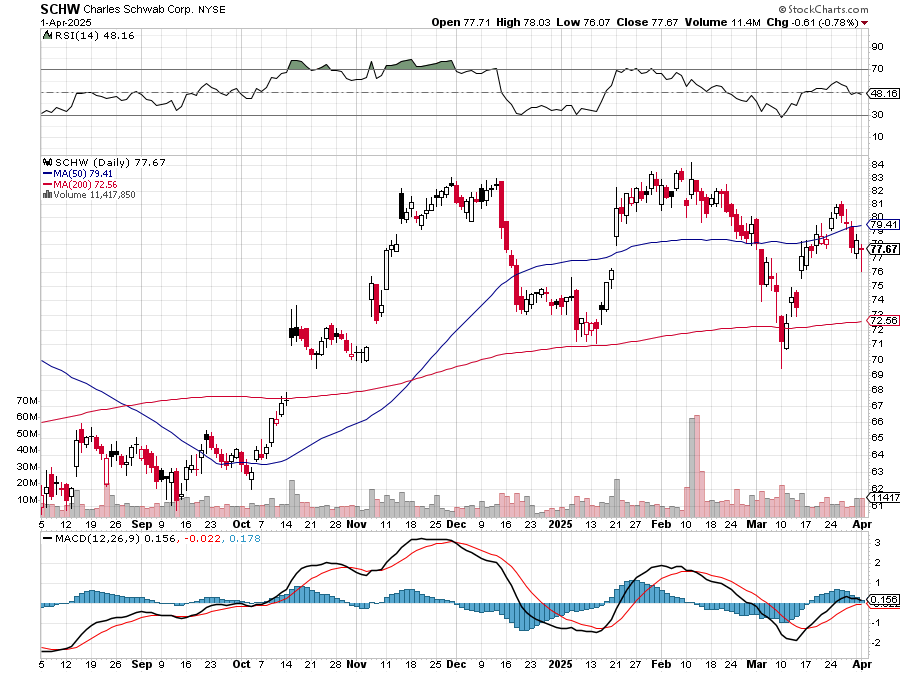 SCHW Charles Schwab Corp. NYSE
© StockCharts.com
1-Apr-2025
Open 77.71 High 78.03 Low 76.07 Close 77.67 Volume 11.4M Chg -0.61 (-0.78%)
RSI(14) 48.16
90
70
48.16
30
10
SCHW (Daily) 77.67
MA(50) 79.41
MA(200) 72.56
Volume 11,417,850
84
83
82
81
80
79.41
79
77.67
76
75
74
73
72.56
72
71
70
69
68
67
66
65
64
63
62
61
11417
70M
60M
50M
40M
30M
20M
10M
5 12 19 26 Sep 9 16 23 Oct 7 14 21 28 Nov 11 18 25 Dec 9 16 23 2025 13 21 27 Feb 10 18 24 Mar 10 17 24 Apr
MACD(12,26,9) 0.156, -0.022, 0.178
3
2
1
0.156
-1
-2
5 12 19 26 Sep 9 16 23 Oct 7 14 21 28 Nov 11 18 25 Dec 9 16 23 2025 13 21 27 Feb 10 18 24 Mar 10 17 24 Apr